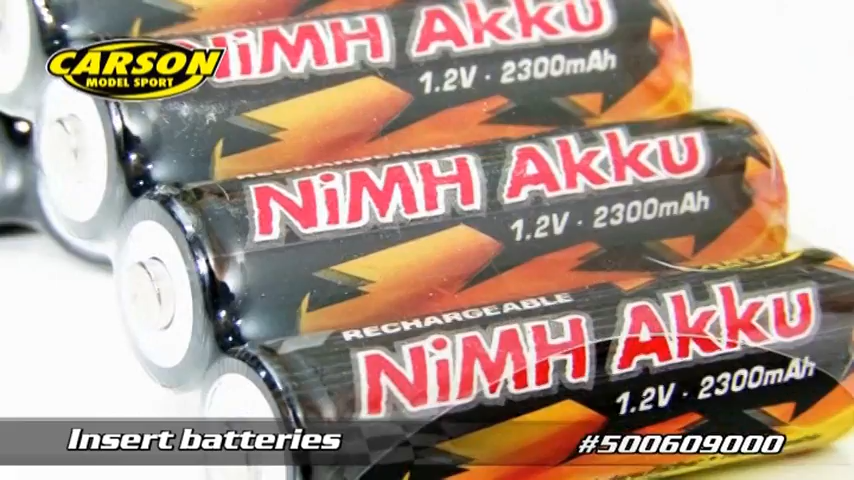 CARSON
MODEL SPORT
NiMH Akku
1.2V · 2300mAh
RECHARGEABLE
NiMH Akku
1.2V · 2300mAh
RECHARGEABLE
NiMH Akku
1.2V · 2300mAh
Insert batteries
#500609000